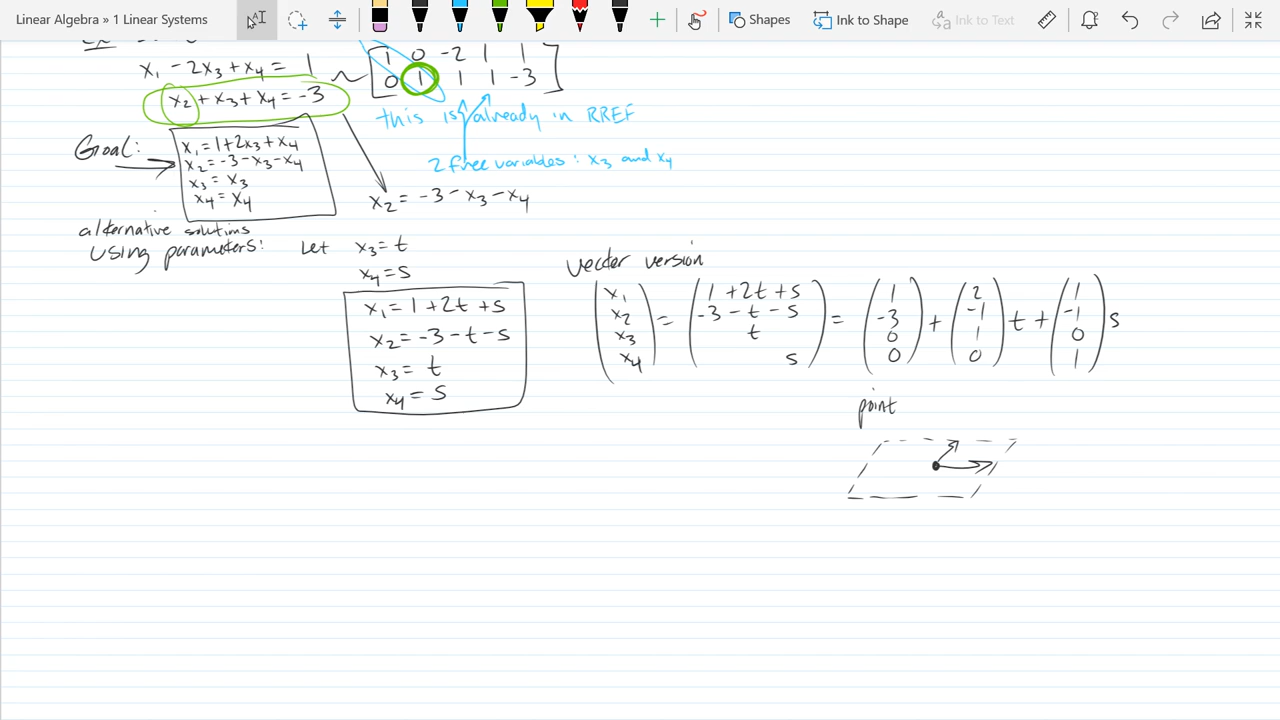 Linear Algebra » 1 Linear Systems
Shapes
Ink to Shape
Ink to Text
Ex
x₁ - 2x₃ + x₄ = 1
x₂ + x₃ + x₄ = -3
~
[ 1 0 -2 1 1 ]
[ 0 1 1 1 -3 ]
this is already in RREF
2 free variables: x₃ and x₄
Goal:
x₁ = 1 + 2x₃ + x₄
x₂ = -3 - x₃ - x₄
x₃ = x₃
x₄ = x₄
x₂ = -3 - x₃ - x₄
alternative solutions
using parameters: Let x₃ = t
x₄ = s
x₁ = 1 + 2t + s
x₂ = -3 - t - s
x₃ = t
x₄ = s
vector version
(x₁) = (1 + 2t + s) = (1) + (2) t + (1) s
(x₂) (-3 - t - s) (-3) (-1) (-1)
(x₃) (t) (0) (1) (0)
(x₄) (s) (0) (0) (1)
point